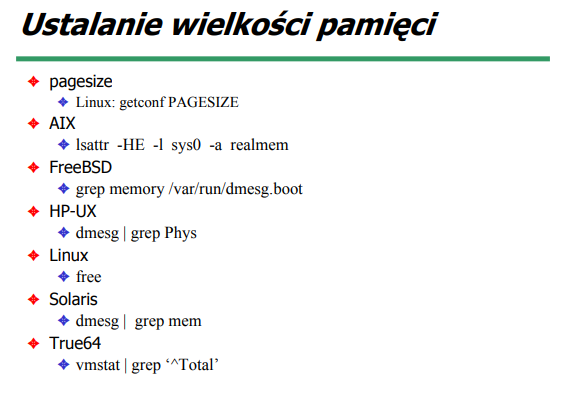 Ustalanie wielkości pamięci
pagesize
Linux: getconf PAGESIZE
AIX
lsattr -HE -l sys0 -a realmem
FreeBSD
grep memory /var/run/dmesg.boot
HP-UX
dmesg | grep Phys
Linux
free
Solaris
dmesg | grep mem
True64
vmstat | grep ‘^Total’